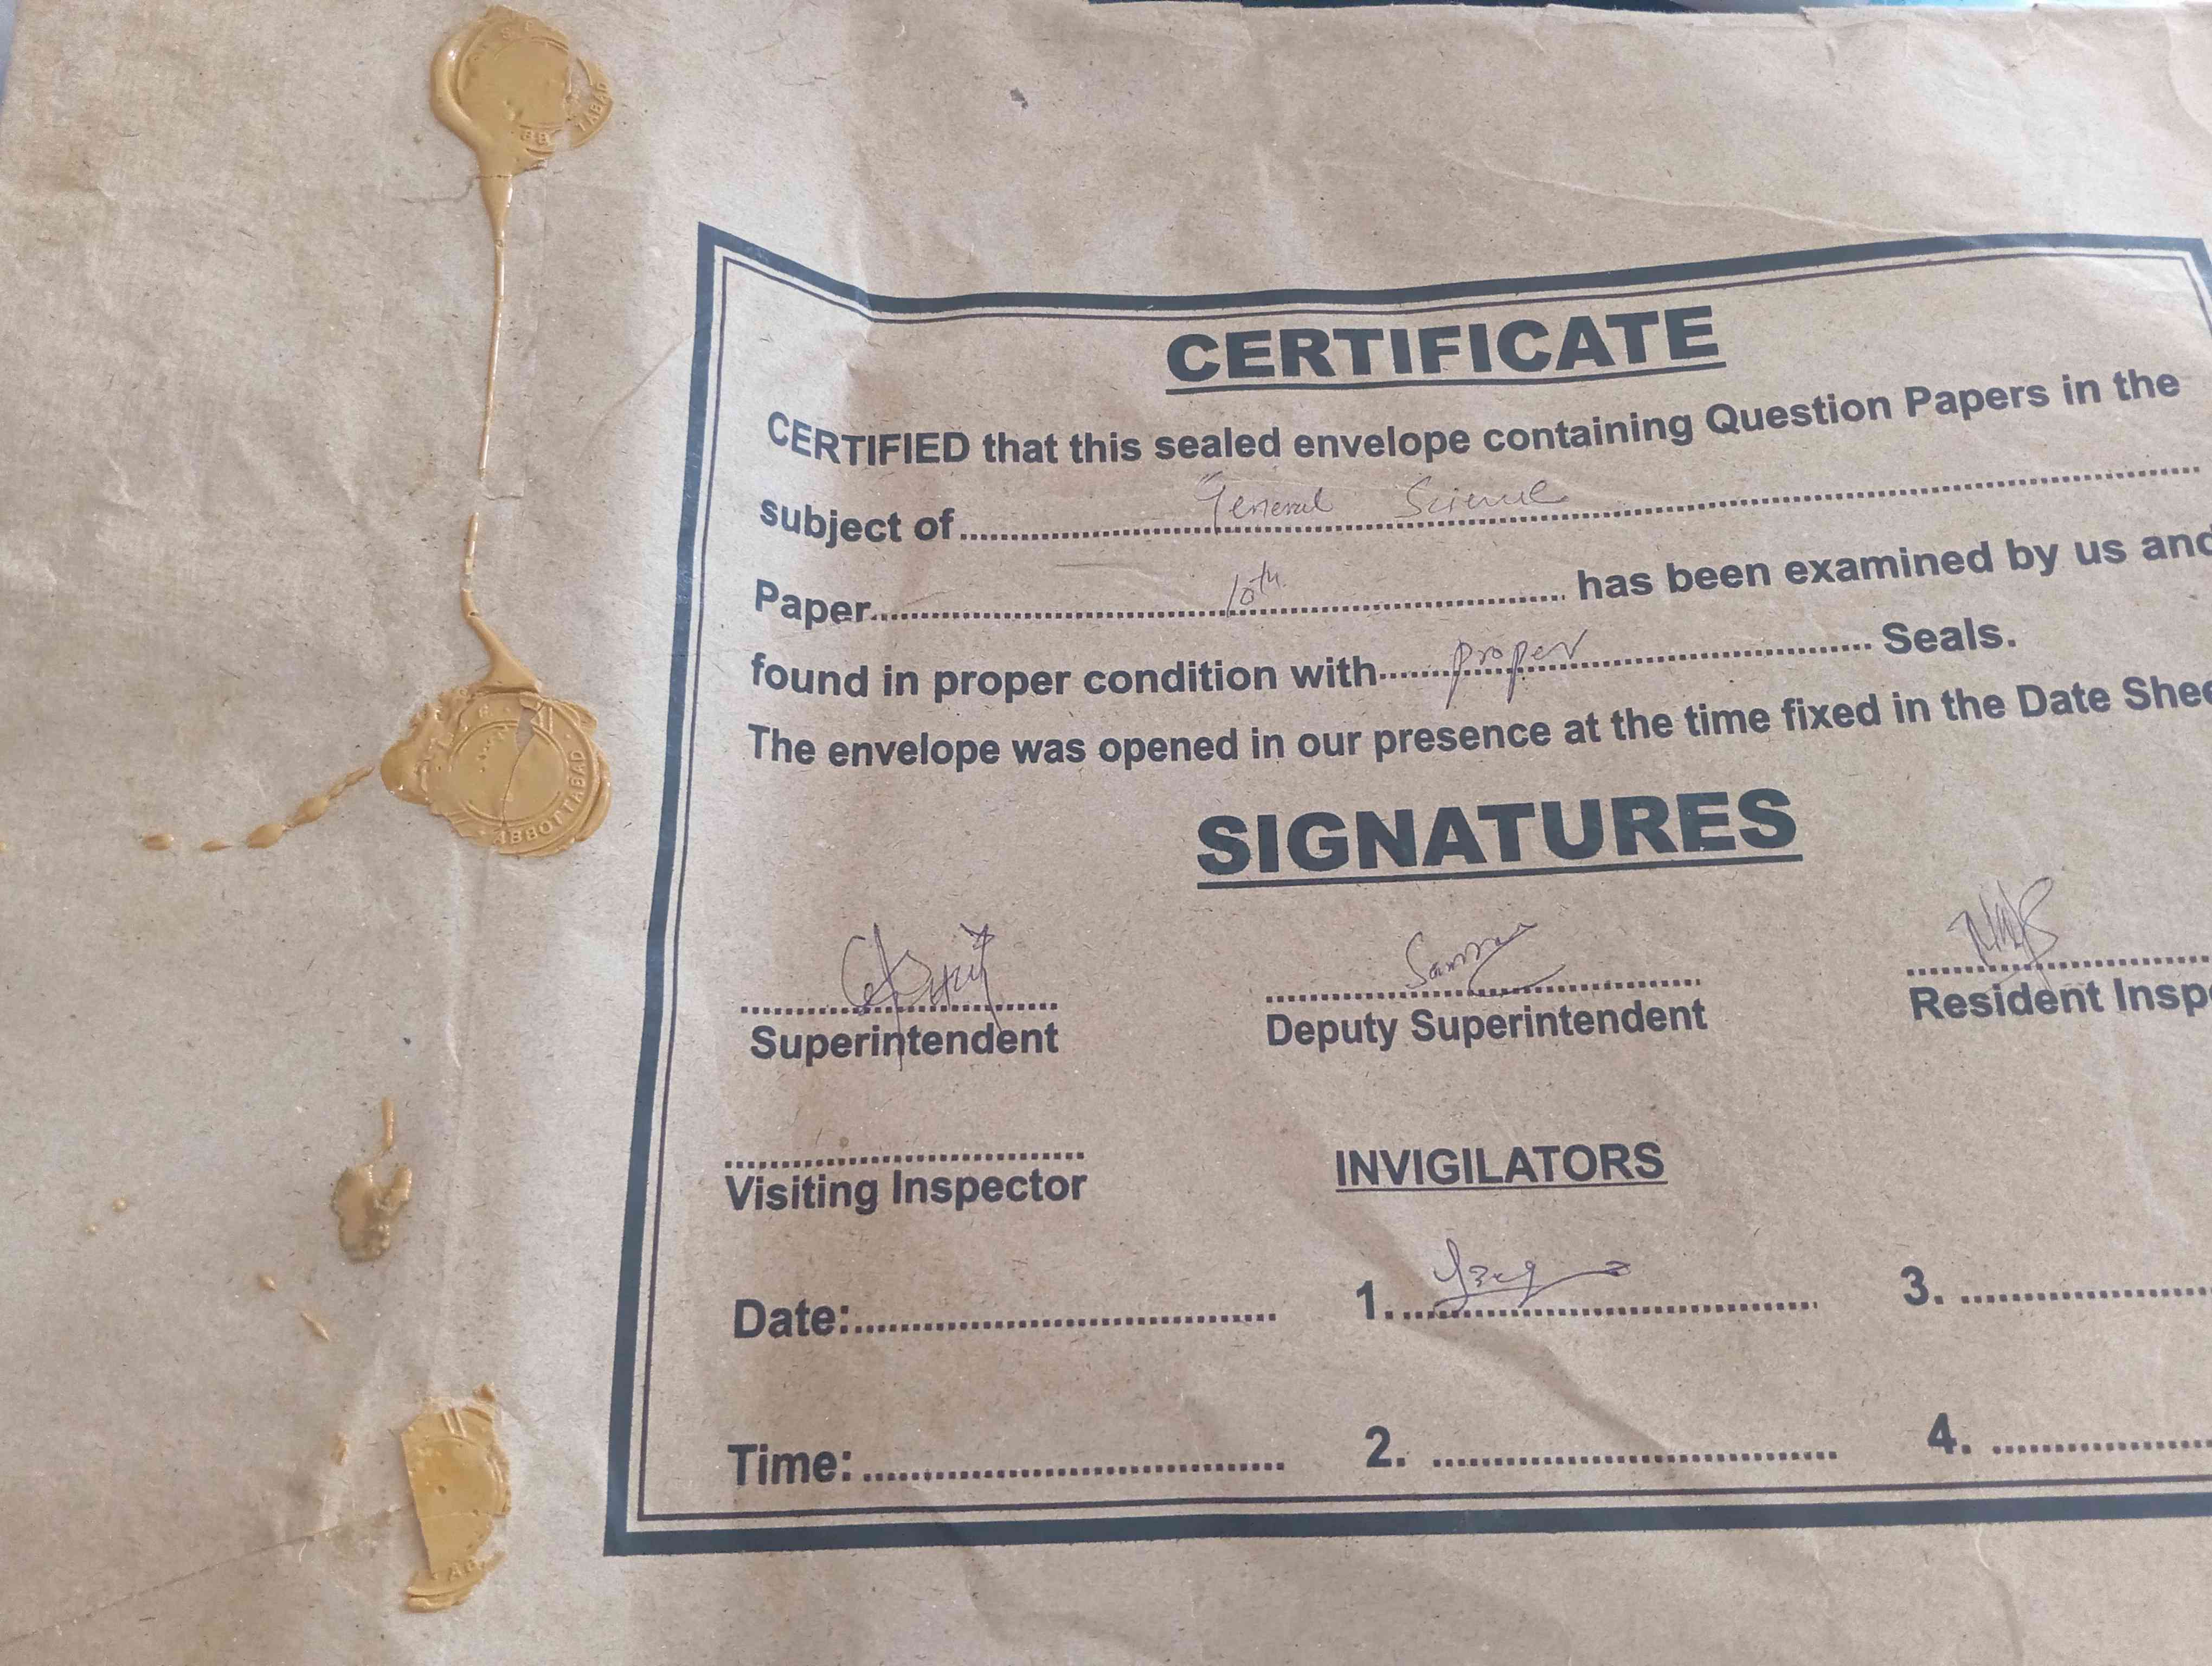 CERTIFICATE
CERTIFIED that this sealed envelope containing Question Papers in the
subject of General Science
Paper 10th has been examined by us and
found in proper condition with proper Seals.
The envelope was opened in our presence at the time fixed in the Date Shee
SIGNATURES
Superintendent
Deputy Superintendent
Resident Insp
Visiting Inspector
INVIGILATORS
Date:
1.
3.
Time:
2.
4.
TABAD
ABBOTTABAD